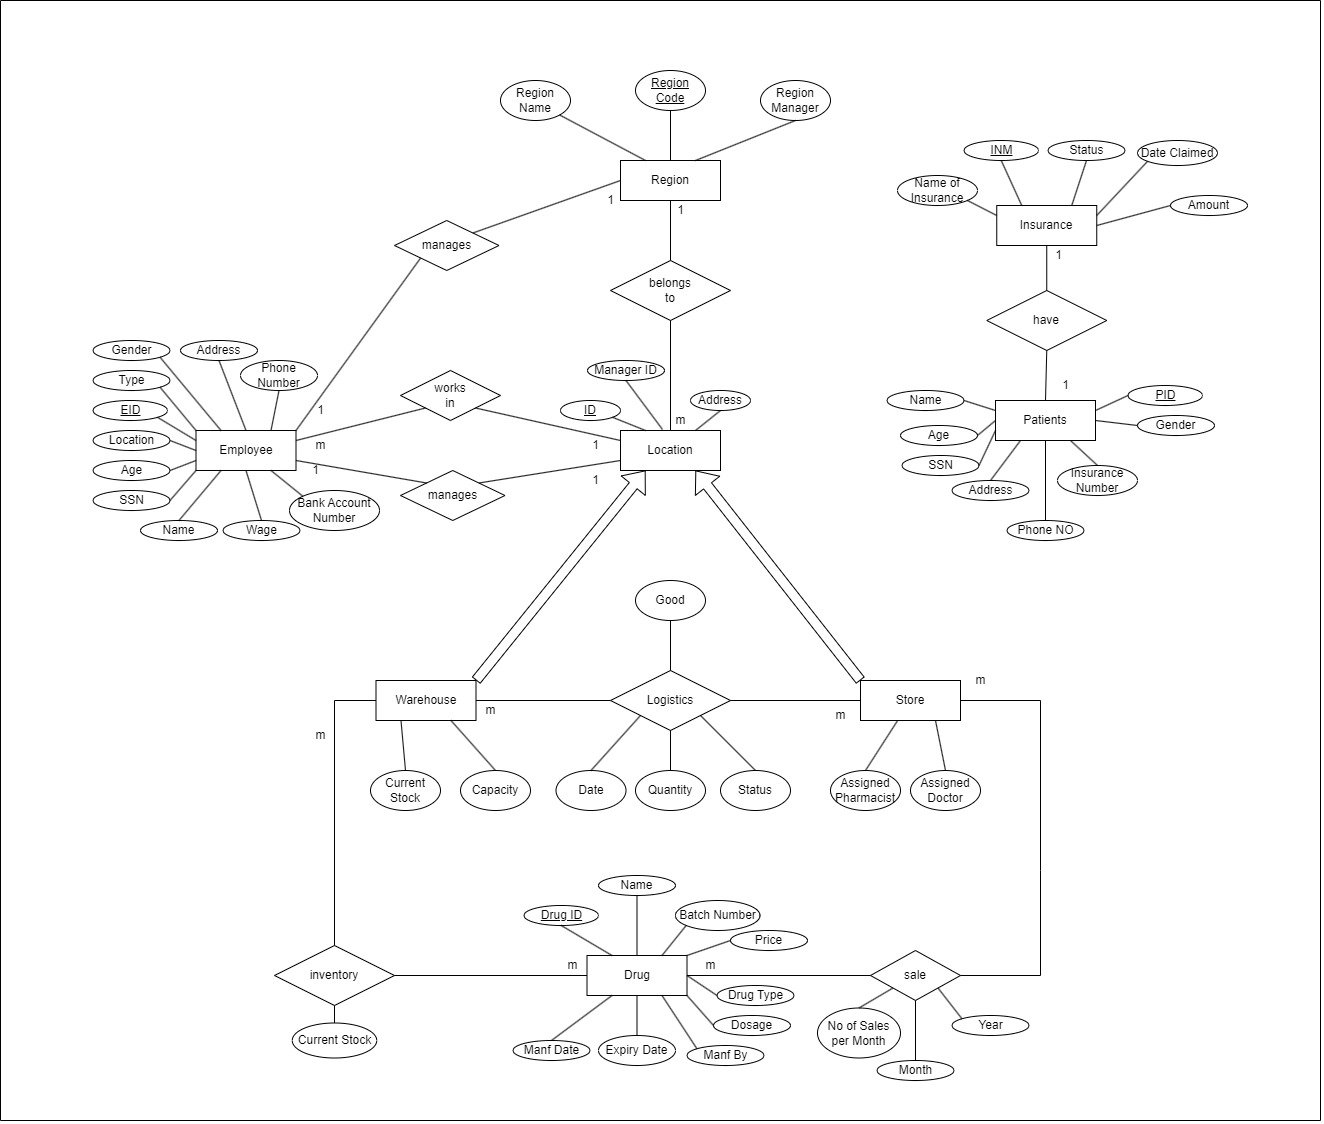 Region
Name
Region
Code
Region
Manager
Region
1
1
manages
belongs
to
INM
Status
Date Claimed
Name of
Insurance
Amount
Insurance
1
have
1
Gender
Address
Phone
Number
Type
EID
Location
Age
SSN
Name
Wage
Bank Account
Number
Employee
1
m
1
works
in
manages
Manager ID
ID
Address
m
1
Location
1
Name
PID
Age
Gender
SSN
Patients
Address
Insurance
Number
Phone NO
Good
Warehouse
m
Logistics
m
Store
m
m
Current
Stock
Capacity
Date
Quantity
Status
Assigned
Pharmacist
Assigned
Doctor
Name
Drug ID
Batch Number
Price
inventory
m
Drug
m
sale
Drug Type
Dosage
Current Stock
Manf Date
Expiry Date
Manf By
No of Sales
per Month
Year
Month